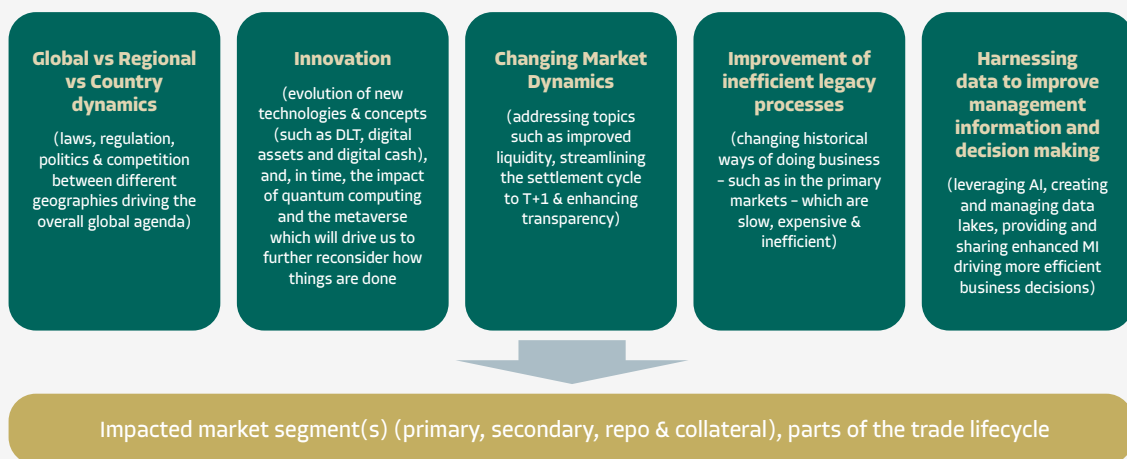 Global vs Regional
vs Country
dynamics
(laws, regulation,
politics & competition
between different
geographies driving the
overall global agenda)
Innovation
(evolution of new
technologies & concepts
(such as DLT, digital
assets and digital cash),
and, in time, the impact
of quantum computing
and the metaverse
which will drive us to
further reconsider how
things are done
Changing Market
Dynamics
(addressing topics
such as improved
liquidity, streamlining
the settlement cycle
to T+1 & enhancing
transparency)
Improvement of
inefficient legacy
processes
(changing historical
ways of doing business
– such as in the primary
markets – which are
slow, expensive &
inefficient)
Harnessing
data to improve
management
information and
decision making
(leveraging AI, creating
and managing data
lakes, providing and
sharing enhanced MI
driving more efficient
business decisions)
Impacted market segment(s) (primary, secondary, repo & collateral), parts of the trade lifecycle